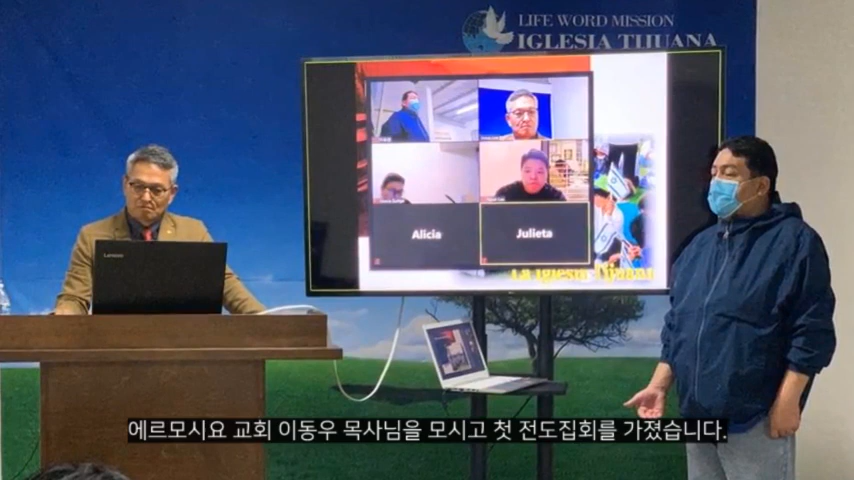 LIFE WORD MISSION
IGLESIA TIJUANA
Alicia
Julieta
La Iglesia Tijuana
Lenovo
에르모시요 교회 이동우 목사님을 모시고 첫 전도집회를 가졌습니다.